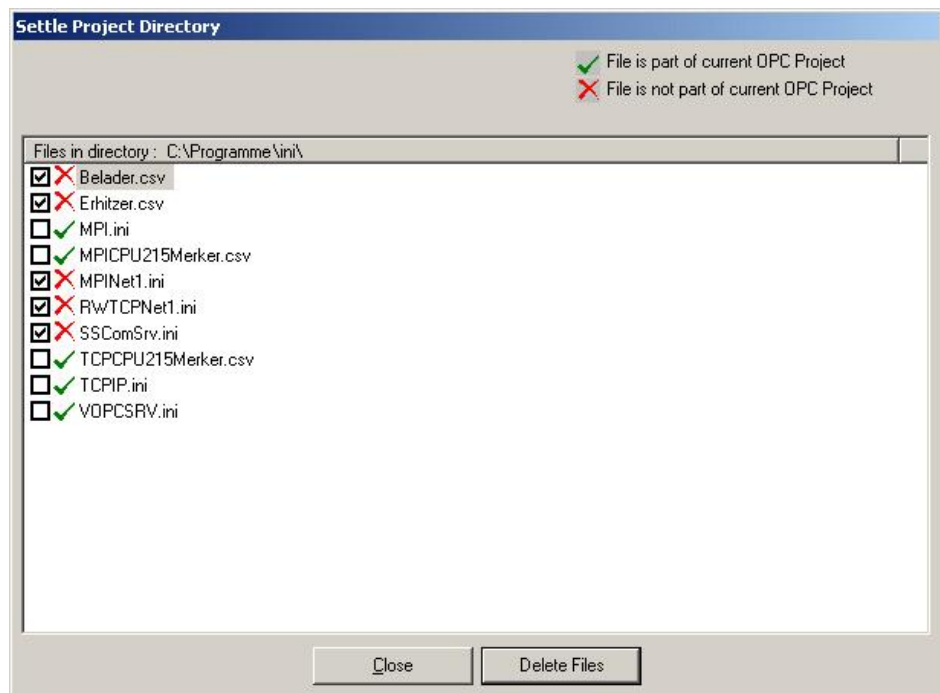 Settle Project Directory
File is part of current OPC Project
File is not part of current OPC Project
Files in directory : C:\Programme\ini\
Belader.csv
Erhitzer.csv
MPI.ini
MPICPU215Merker.csv
MPINet1.ini
RWTCPNet1.ini
SSComSrv.ini
TCPCPU215Merker.csv
TCPIP.ini
VOPCSRV.ini
Close Delete Files